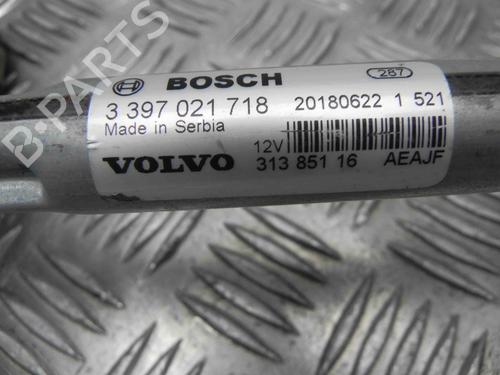 B-PARTS
BOSCH
287
3 397 021 718 20180622 1 521
Made in Serbia
12V
VOLVO 313 851 16 AEAJF